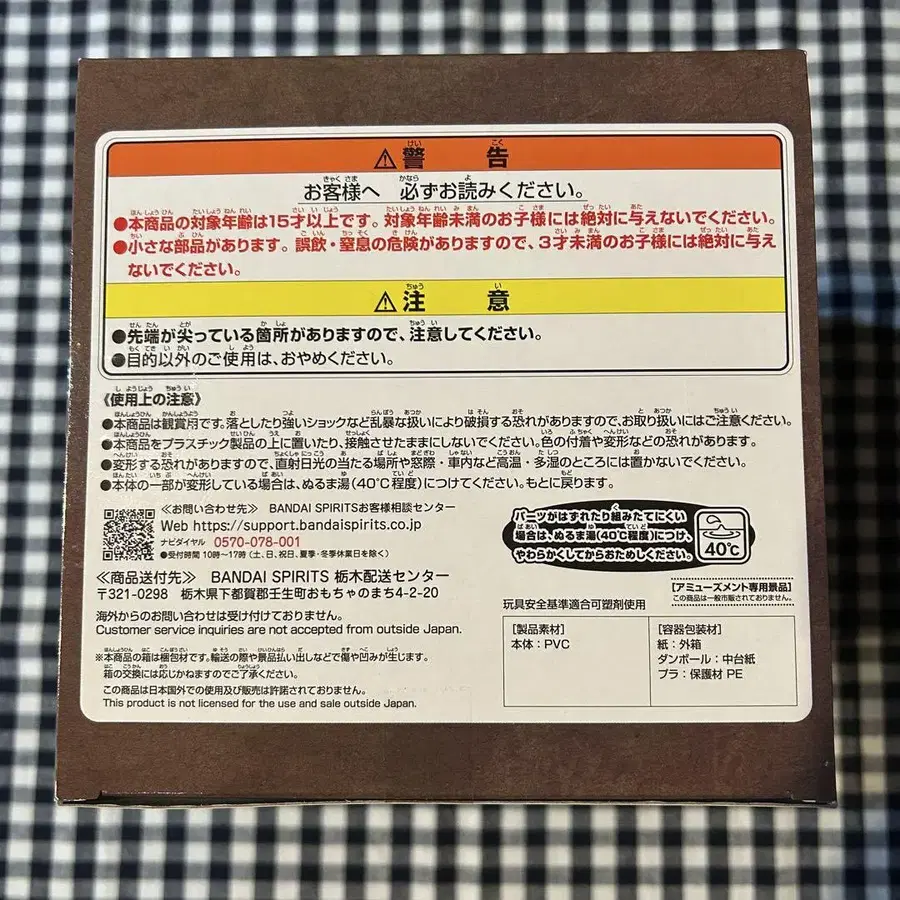 ⚠警告
お客様へ 必ずお読みください。
●本商品の対象年齢は15才以上です。対象年齢未満のお子様には絶対に与えないでください。
●小さな部品があります。誤飲・窒息の危険がありますので、3才未満のお子様には絶対に与え
ないでください。
⚠注意
●先端が尖っている箇所がありますので、注意してください。
●目的以外のご使用は、おやめください。
《使用上の注意》
●本商品は観賞用です。落としたり強いショックなど乱暴な扱いにより破損する恐れがありますので、お取り扱いにはご注意ください。
●本商品をプラスチック製品の上に置いたり、接触させたままにしないでください。色の付着や変形などの恐れがあります。
●変形する恐れがありますので、直射日光の当たる場所や窓際・車内など高温・多湿のところには置かないでください。
●本体の一部が変形している場合は、ぬるま湯(40℃程度)につけてください。もとに戻ります。
≪お問い合わせ先≫ BANDAI SPIRITSお客様相談センター
Web https://support.bandaispirits.co.jp
ナビダイヤル 0570-078-001
●受付時間 10時〜17時(土、日、祝日、夏季・冬季休業日を除く)
パーツがはずれたり組みたてにくい
場合は、ぬるま湯(40℃程度)につけ、
やわらかくしてからおためしください。
40℃
≪商品送付先≫ BANDAI SPIRITS 栃木配送センター
〒321-0298 栃木県下都賀郡壬生町おもちゃのまち4-2-20
海外からのお問い合わせは受け付けておりません。
Customer service inquiries are not accepted from outside Japan.
※本商品の箱は梱包材です。輸送の際や景品払い出しなどで傷や凹みが生じます。
箱の交換には応じかねますのでご了承ください。
この商品は日本国外での使用及び販売は許諾されておりません。
This product is not licensed for the use and sale outside Japan.
【アミューズメント専用景品】
この商品は一般市販されておりません。
玩具安全基準適合可塑剤使用
[製品素材]
本体：PVC
[容器包装材]
紙：外箱
ダンボール：中台紙
プラ：保護材 PE